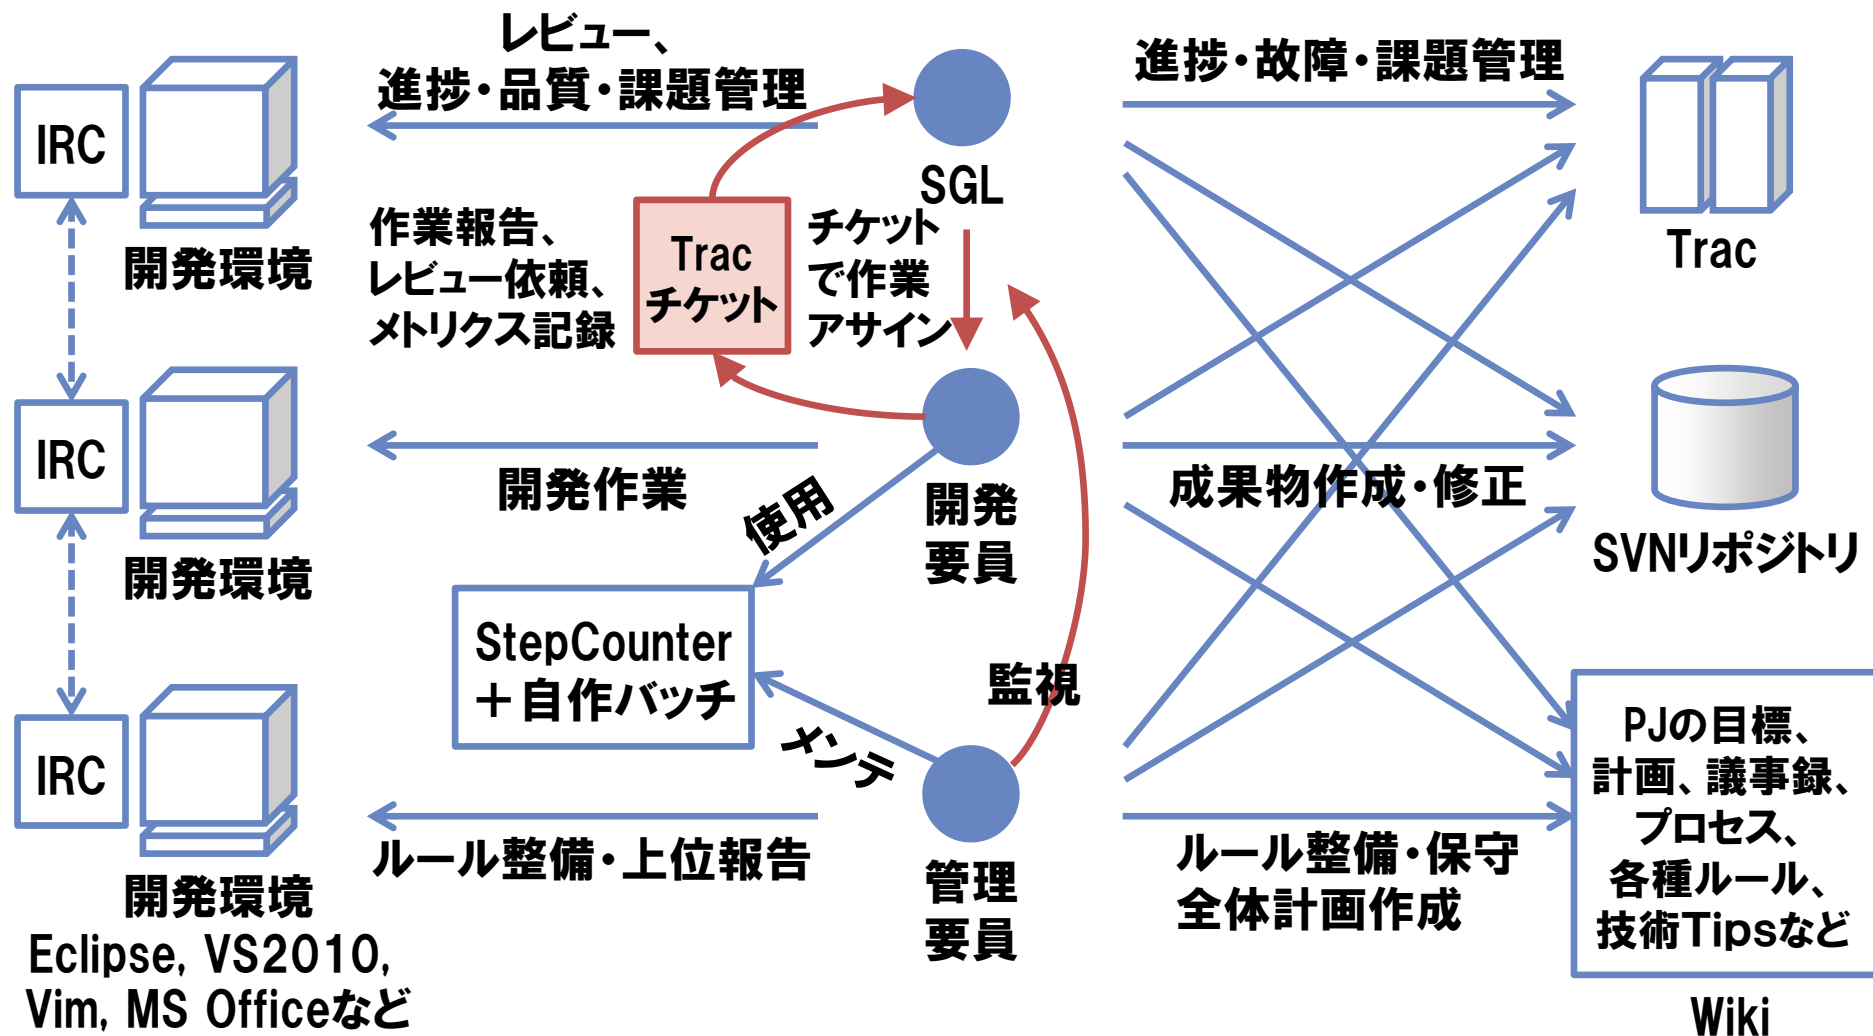 レビュー、
進捗・品質・課題管理
進捗・故障・課題管理
IRC
開発環境
SGL
Trac
作業報告、
レビュー依頼、
メトリクス記録
Trac
チケット
チケット
で作業
アサイン
IRC
開発環境
開発作業
使用
開発
要員
成果物作成・修正
SVNリポジトリ
StepCounter
＋自作バッチ
メンテ
監視
IRC
開発環境
Eclipse, VS2010,
Vim, MS Officeなど
ルール整備・上位報告
管理
要員
ルール整備・保守
全体計画作成
PJの目標、
計画、議事録、
プロセス、
各種ルール、
技術Tipsなど
Wiki